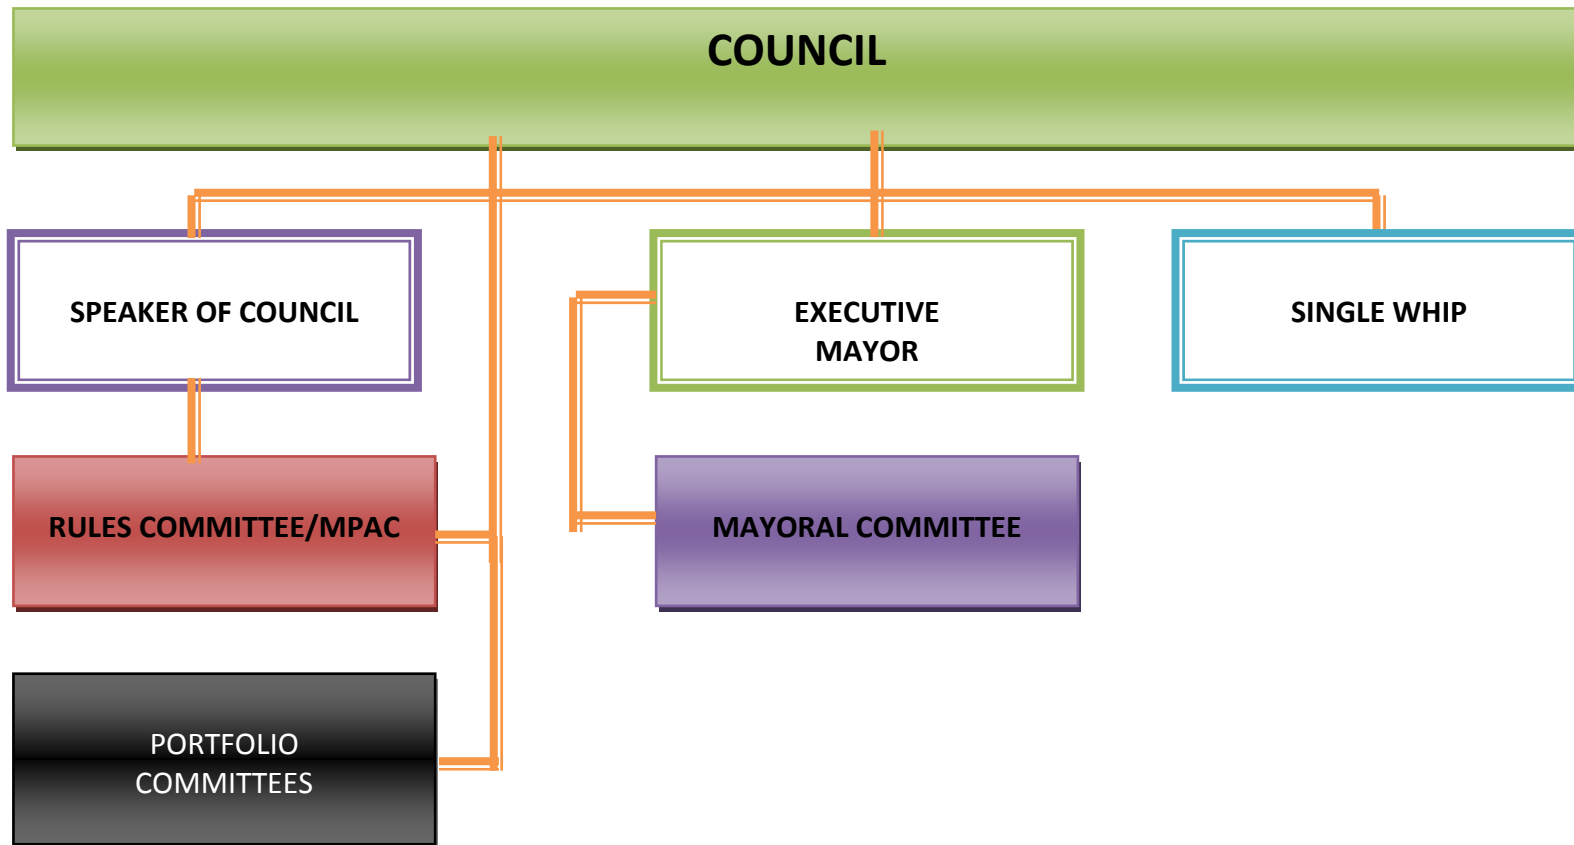 COUNCIL
SPEAKER OF COUNCIL
EXECUTIVE
MAYOR
SINGLE WHIP
RULES COMMITTEE/MPAC
MAYORAL COMMITTEE
PORTFOLIO
COMMITTEES